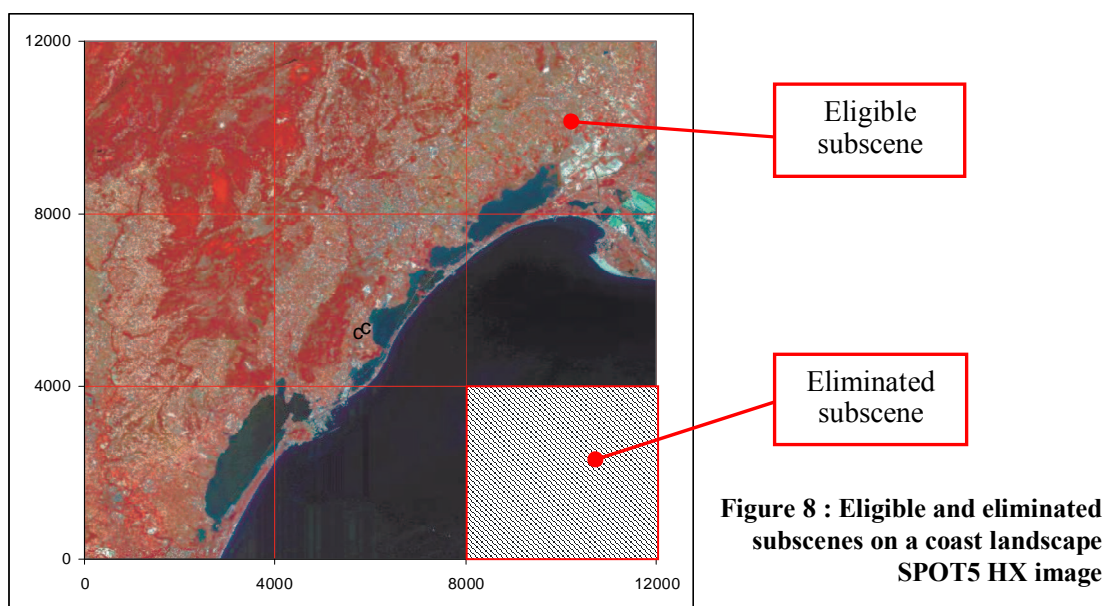 12000
8000
4000
0
0
4000
8000
12000
c c
Eligible
subscene
Eliminated
subscene
Figure 8 : Eligible and eliminated
subscenes on a coast landscape
SPOT5 HX image